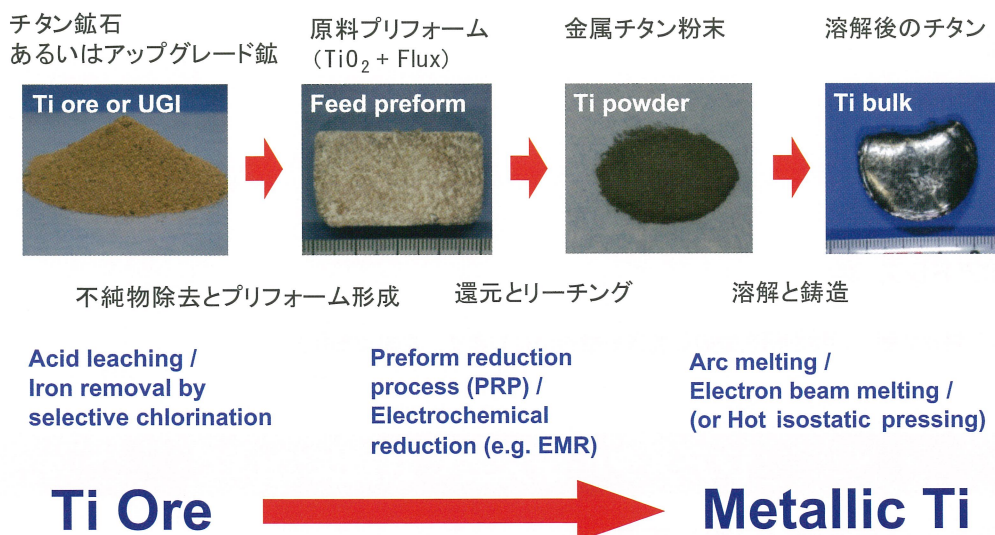 チタン鉱石
あるいはアップグレード鉱
原料プリフォーム
(TiO₂ + Flux)
金属チタン粉末
溶解後のチタン
Ti ore or UGI
Feed preform
Ti powder
Ti bulk
不純物除去とプリフォーム形成
還元とリーチング
溶解と鋳造
Acid leaching /
Iron removal by
selective chlorination
Preform reduction
process (PRP) /
Electrochemical
reduction (e.g. EMR)
Arc melting /
Electron beam melting /
(or Hot isostatic pressing)
Ti Ore
Metallic Ti